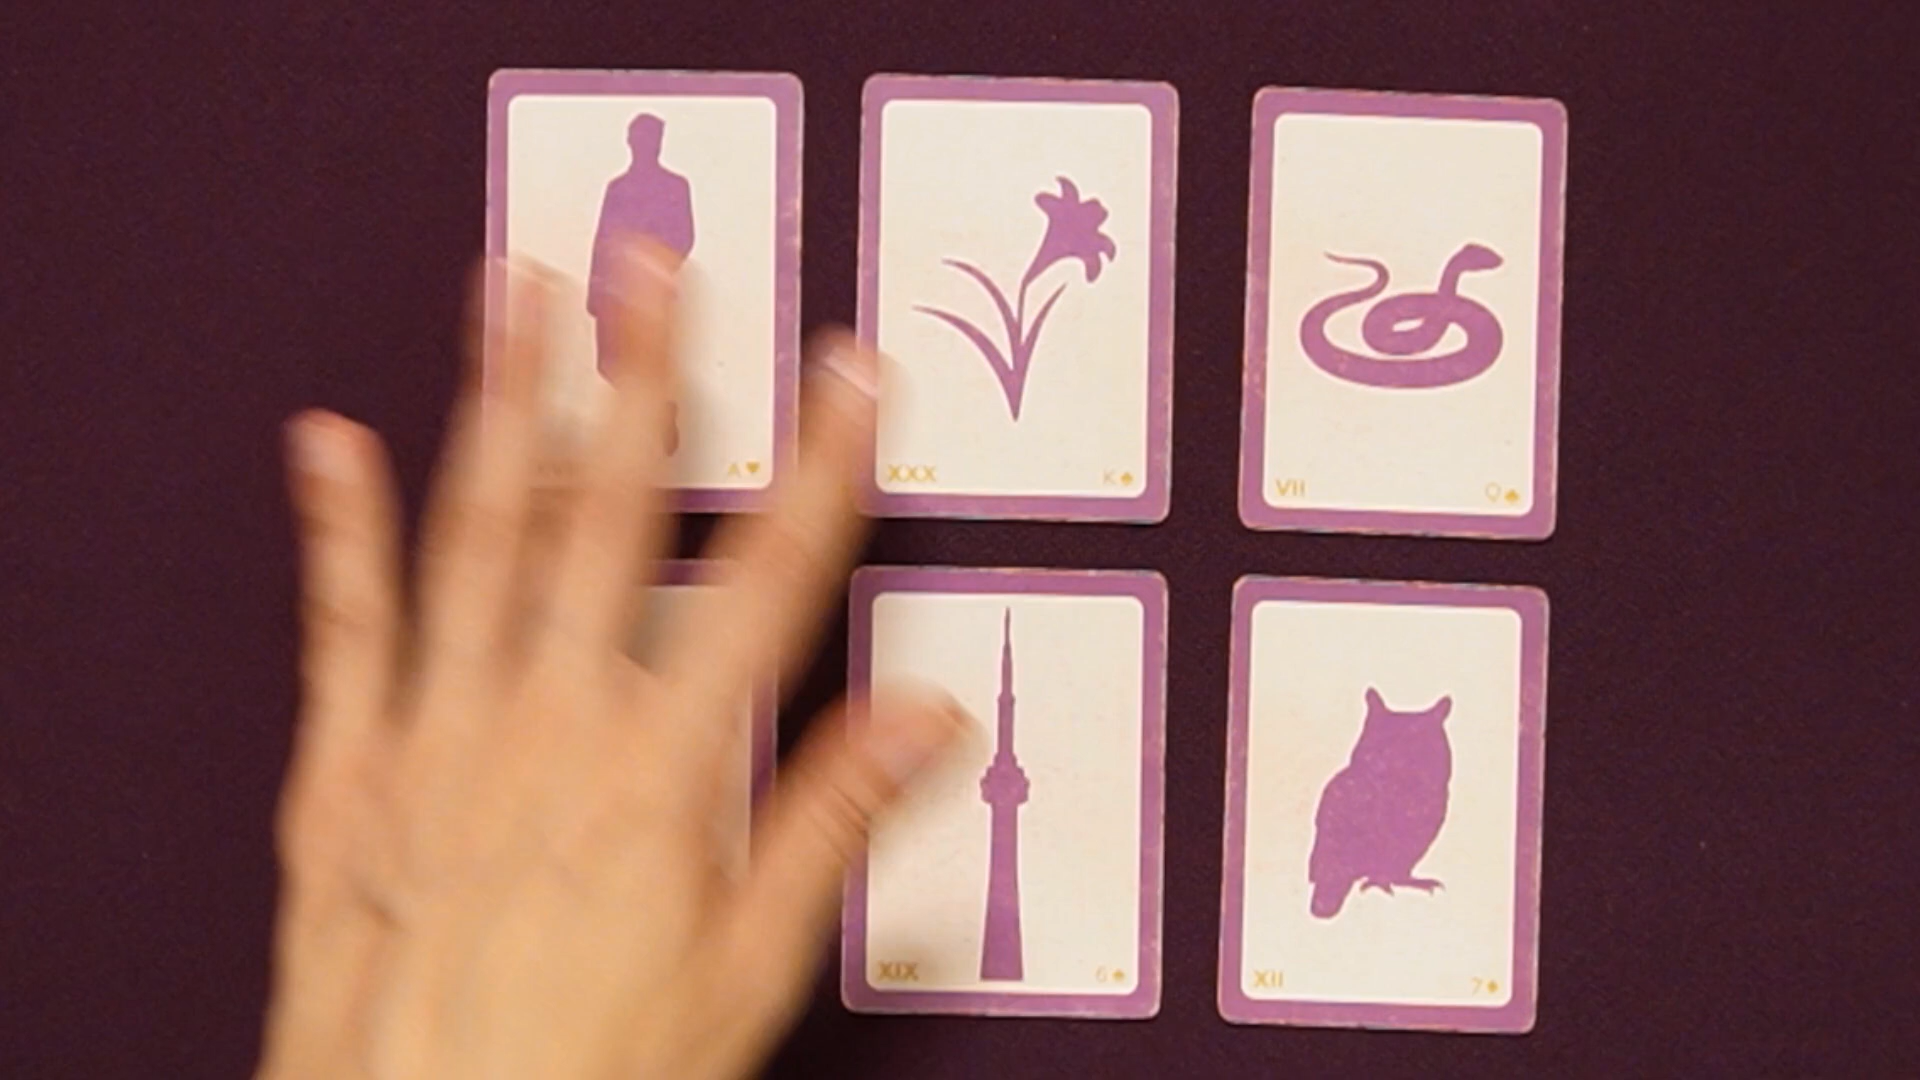 A♥
XXX K♠
VII Q♠
XIX 6♠
XII 7♦